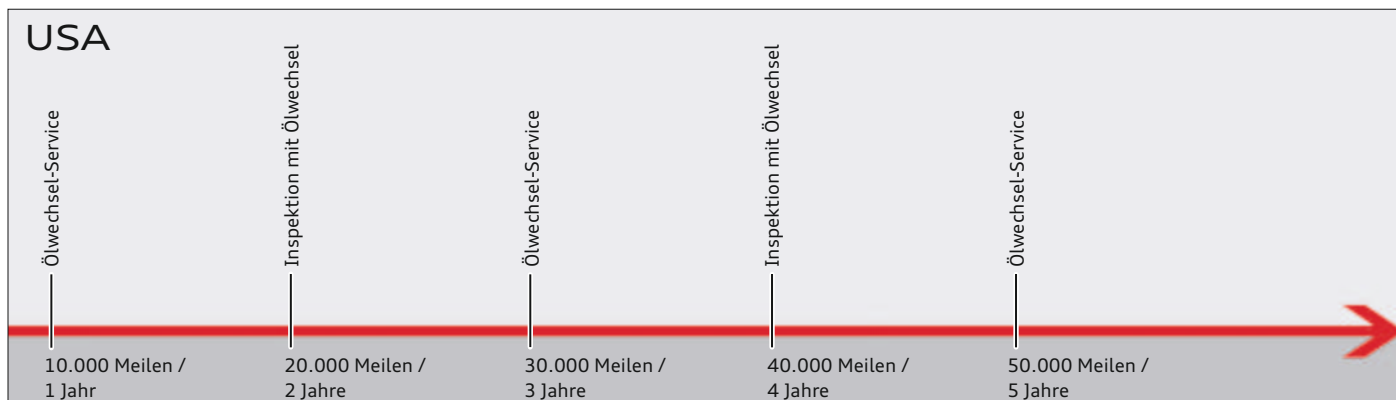 USA
Ölwechsel-Service
Inspektion mit Ölwechsel
Ölwechsel-Service
Inspektion mit Ölwechsel
Ölwechsel-Service
10.000 Meilen /
1 Jahr
20.000 Meilen /
2 Jahre
30.000 Meilen /
3 Jahre
40.000 Meilen /
4 Jahre
50.000 Meilen /
5 Jahre